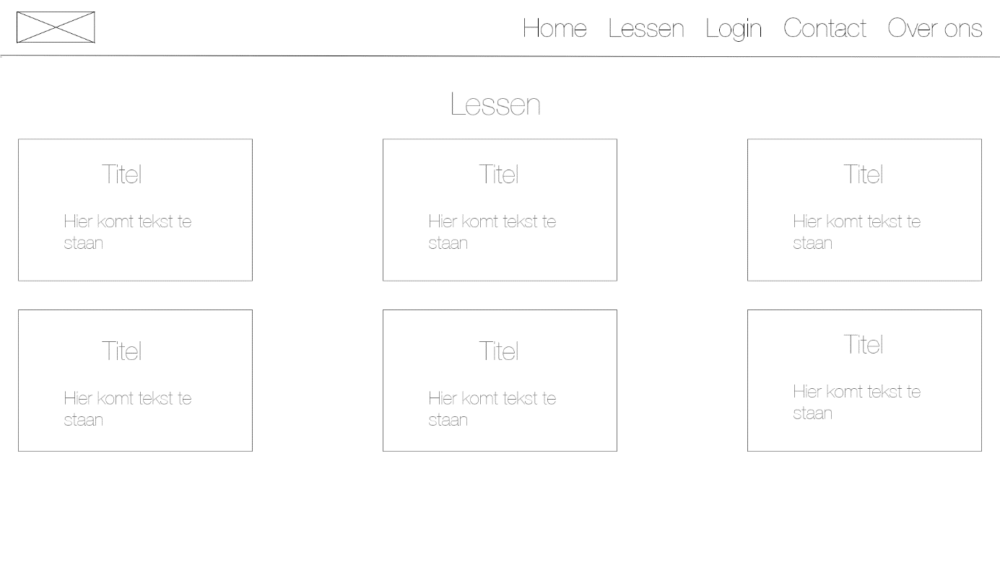 Home Lessen Login Contact Over ons
Lessen
Titel
Hier komt tekst te
staan
Titel
Hier komt tekst te
staan
Titel
Hier komt tekst te
staan
Titel
Hier komt tekst te
staan
Titel
Hier komt tekst te
staan
Titel
Hier komt tekst te
staan